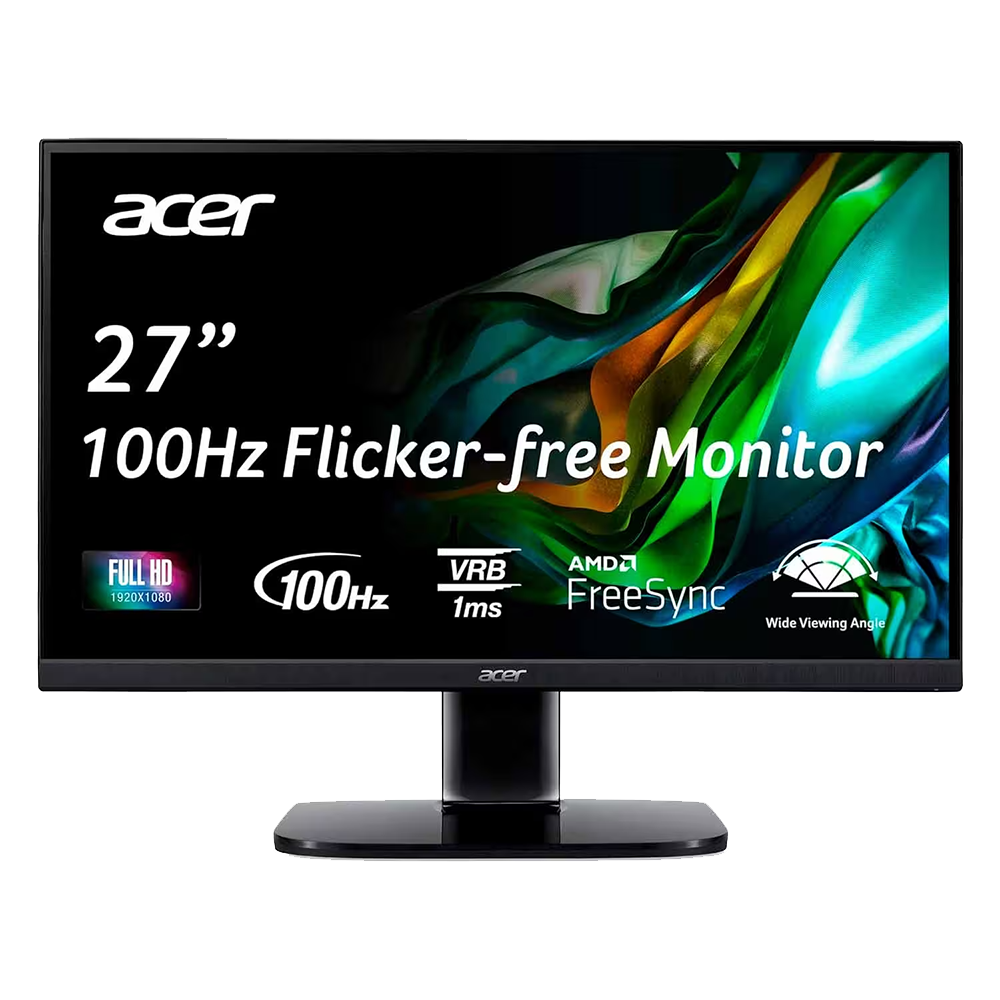 acer
27”
100Hz Flicker-free Monitor
FULL HD
1920X1080
100Hz
VRB
1ms
AMD
FreeSync
Wide Viewing Angle
acer